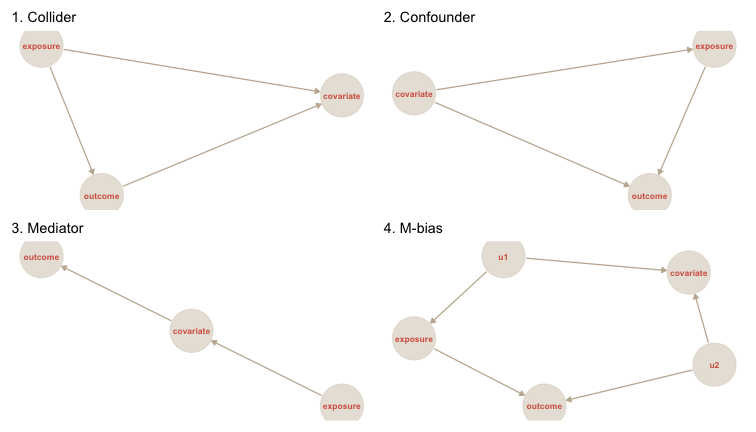 1. Collider
exposure
covariate
outcome
2. Confounder
exposure
covariate
outcome
3. Mediator
outcome
covariate
exposure
4. M-bias
u1
covariate
exposure
u2
outcome